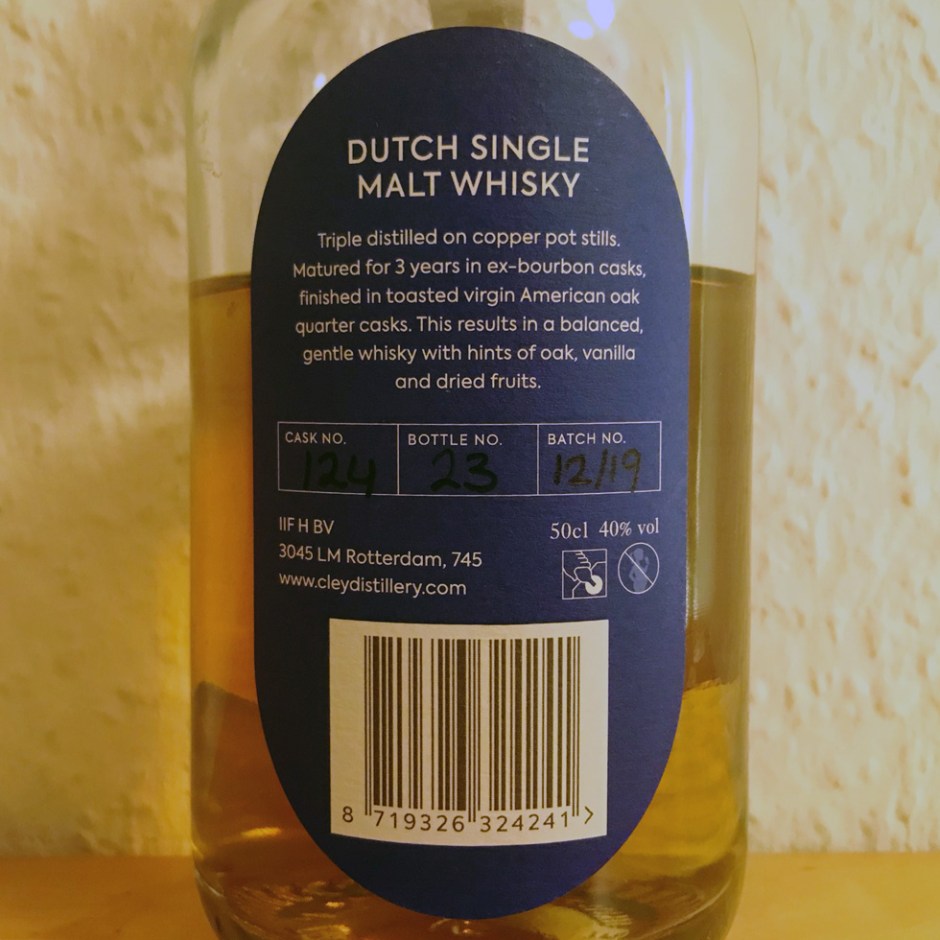 DUTCH SINGLE
MALT WHISKY
Triple distilled on copper pot stills.
Matured for 3 years in ex-bourbon casks,
finished in toasted virgin American oak
quarter casks. This results in a balanced,
gentle whisky with hints of oak, vanilla
and dried fruits.
CASK NO. BOTTLE NO. BATCH NO.
124 23 12/19
IIF H BV
3045 LM Rotterdam, 745
www.cleydistillery.com
50cl 40% vol
8 719326 324241 >